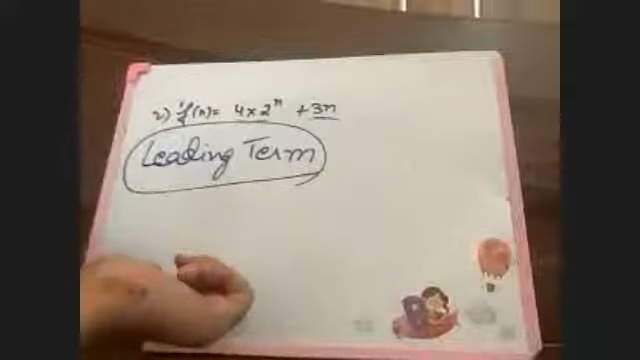 2) f(n)= 4×2ⁿ +3n
Leading Term